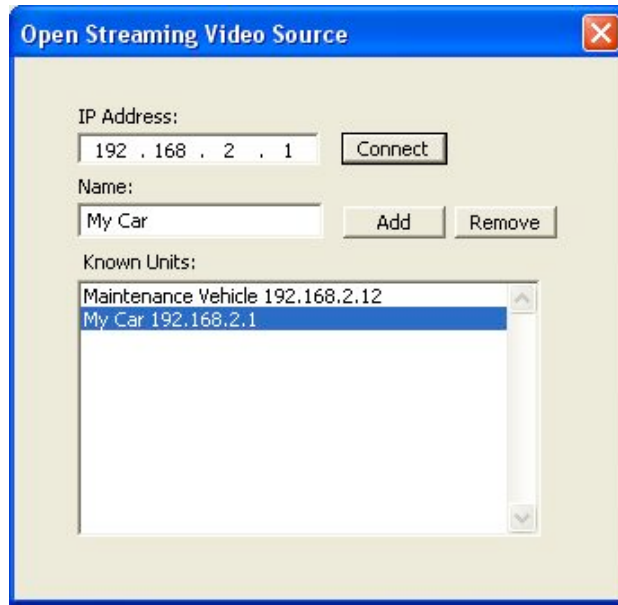 Open Streaming Video Source
IP Address:
192 . 168 . 2 . 1 Connect
Name:
My Car Add Remove
Known Units:
Maintenance Vehicle 192.168.2.12
My Car 192.168.2.1